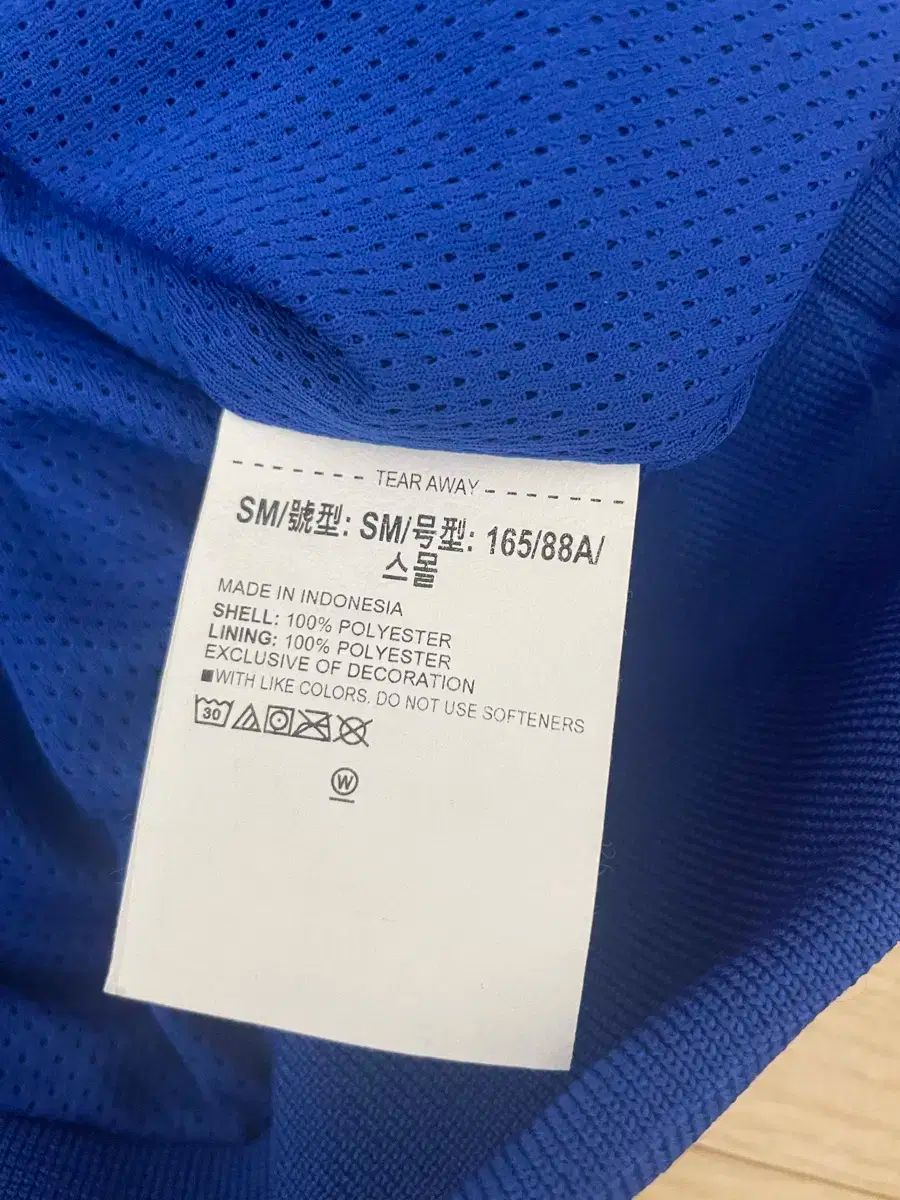 TEAR AWAY
SM/號型: SM/号型: 165/88A/
스몰
MADE IN INDONESIA
SHELL: 100% POLYESTER
LINING: 100% POLYESTER
EXCLUSIVE OF DECORATION
■WITH LIKE COLORS. DO NOT USE SOFTENERS
30
W